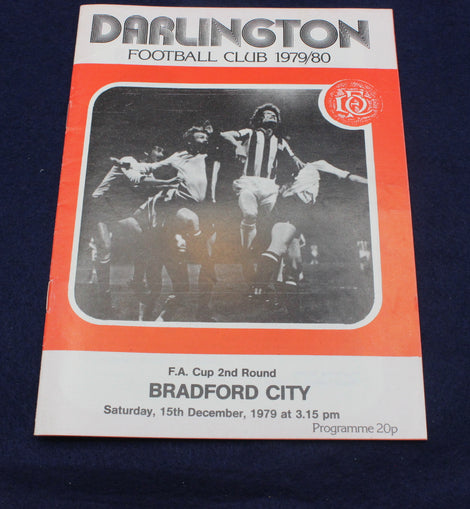 DARLINGTON
FOOTBALL CLUB 1979/80
F.A. Cup 2nd Round
BRADFORD CITY
Saturday, 15th December, 1979 at 3.15 pm
Programme 20p